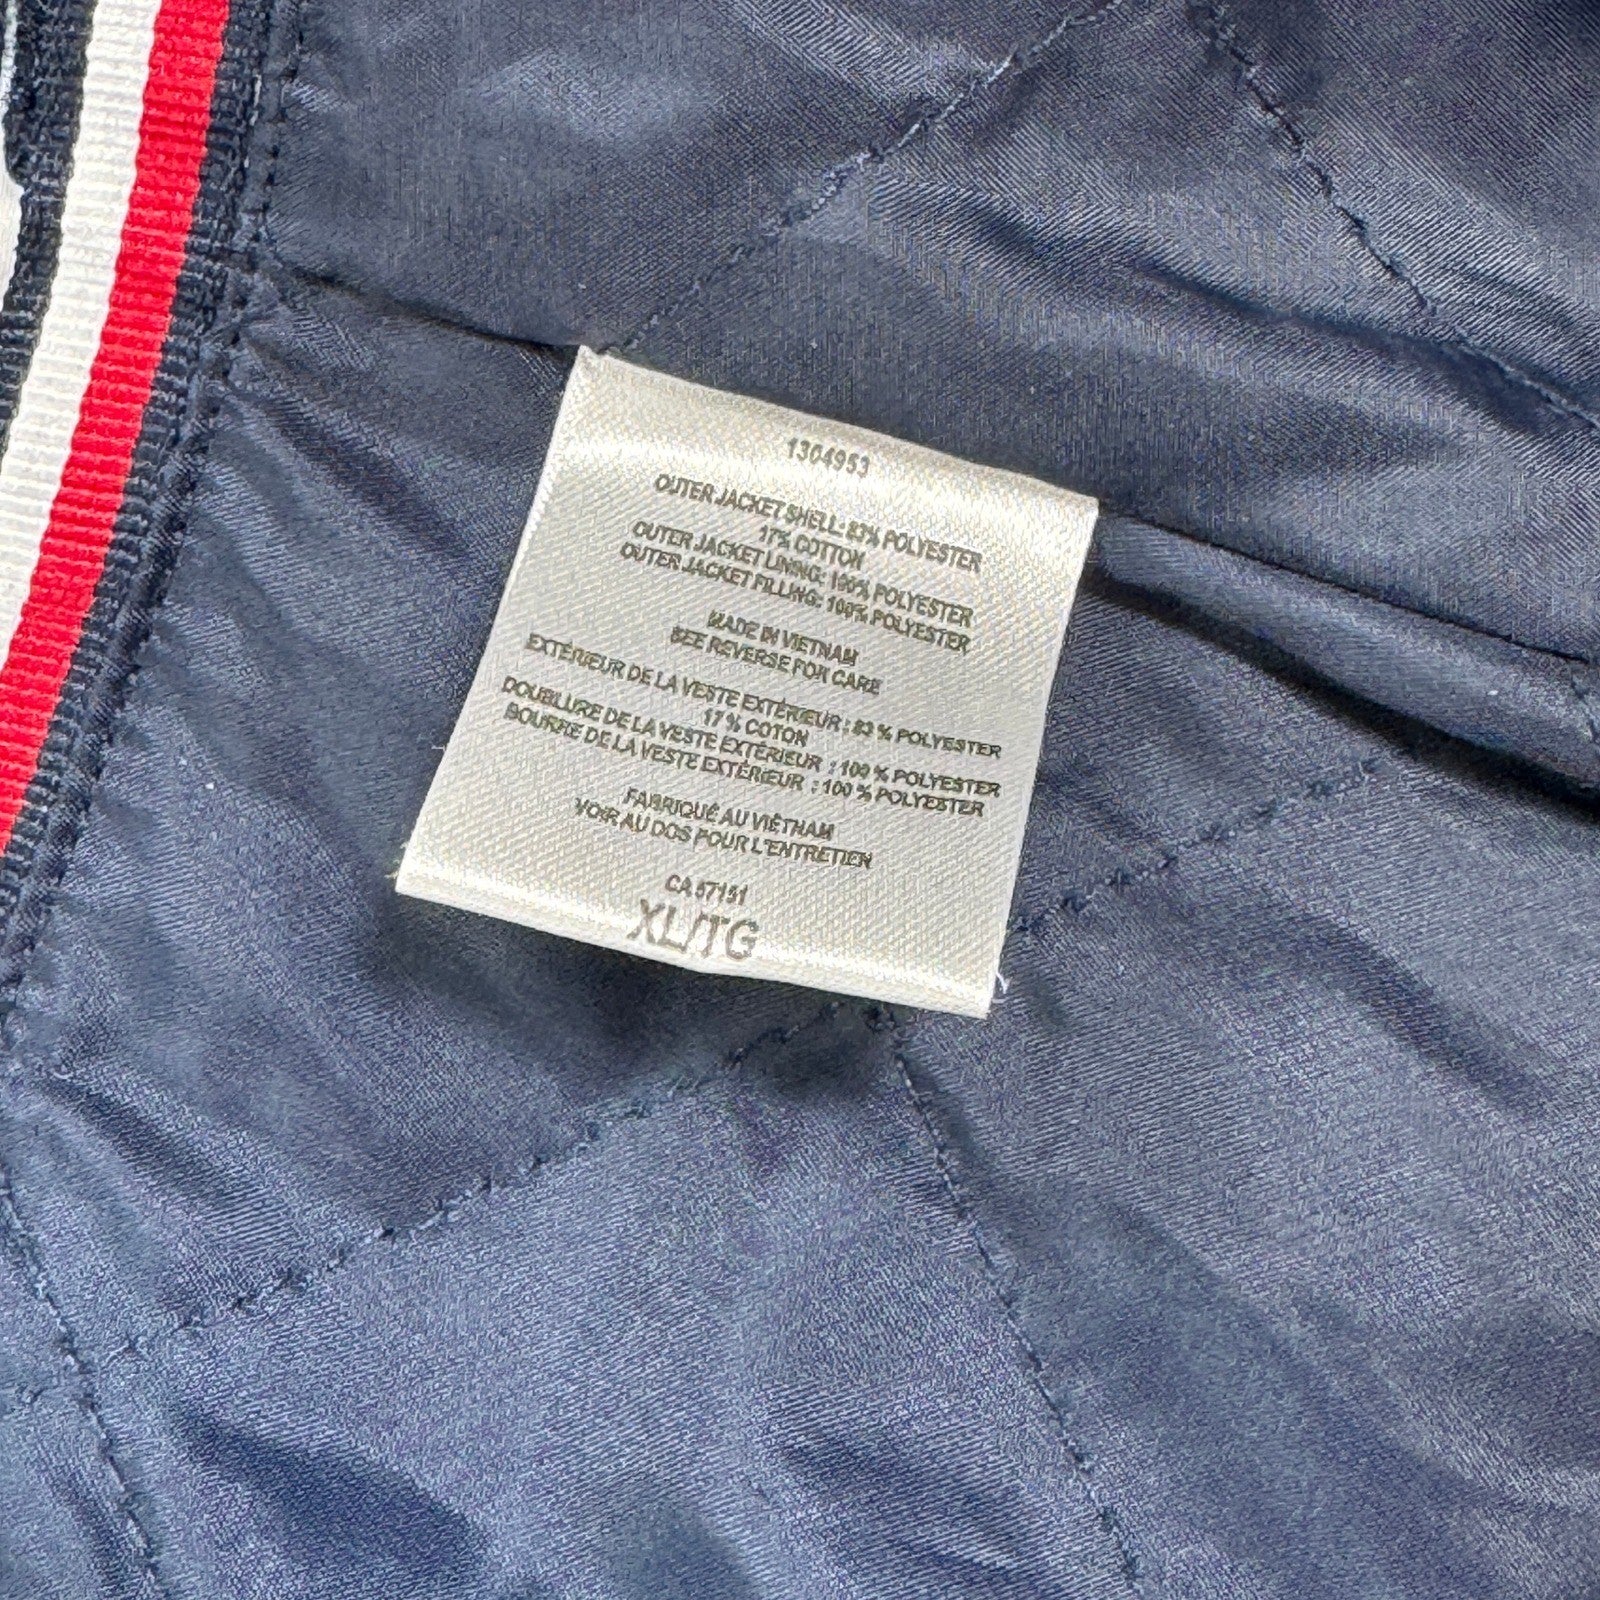 1304953
OUTER JACKET SHELL: 83% POLYESTER
17% COTTON
OUTER JACKET LINING: 100% POLYESTER
OUTER JACKET FILLING: 100% POLYESTER
MADE IN VIETNAM
SEE REVERSE FOR CARE
EXTÉRIEUR DE LA VESTE EXTÉRIEUR : 83 % POLYESTER
17 % COTON
DOUBLURE DE LA VESTE EXTÉRIEUR : 100 % POLYESTER
BOURRE DE LA VESTE EXTÉRIEUR : 100 % POLYESTER
FABRIQUÉ AU VIÊTNAM
VOIR AU DOS POUR L'ENTRETIEN
CA 57151
XL/TG